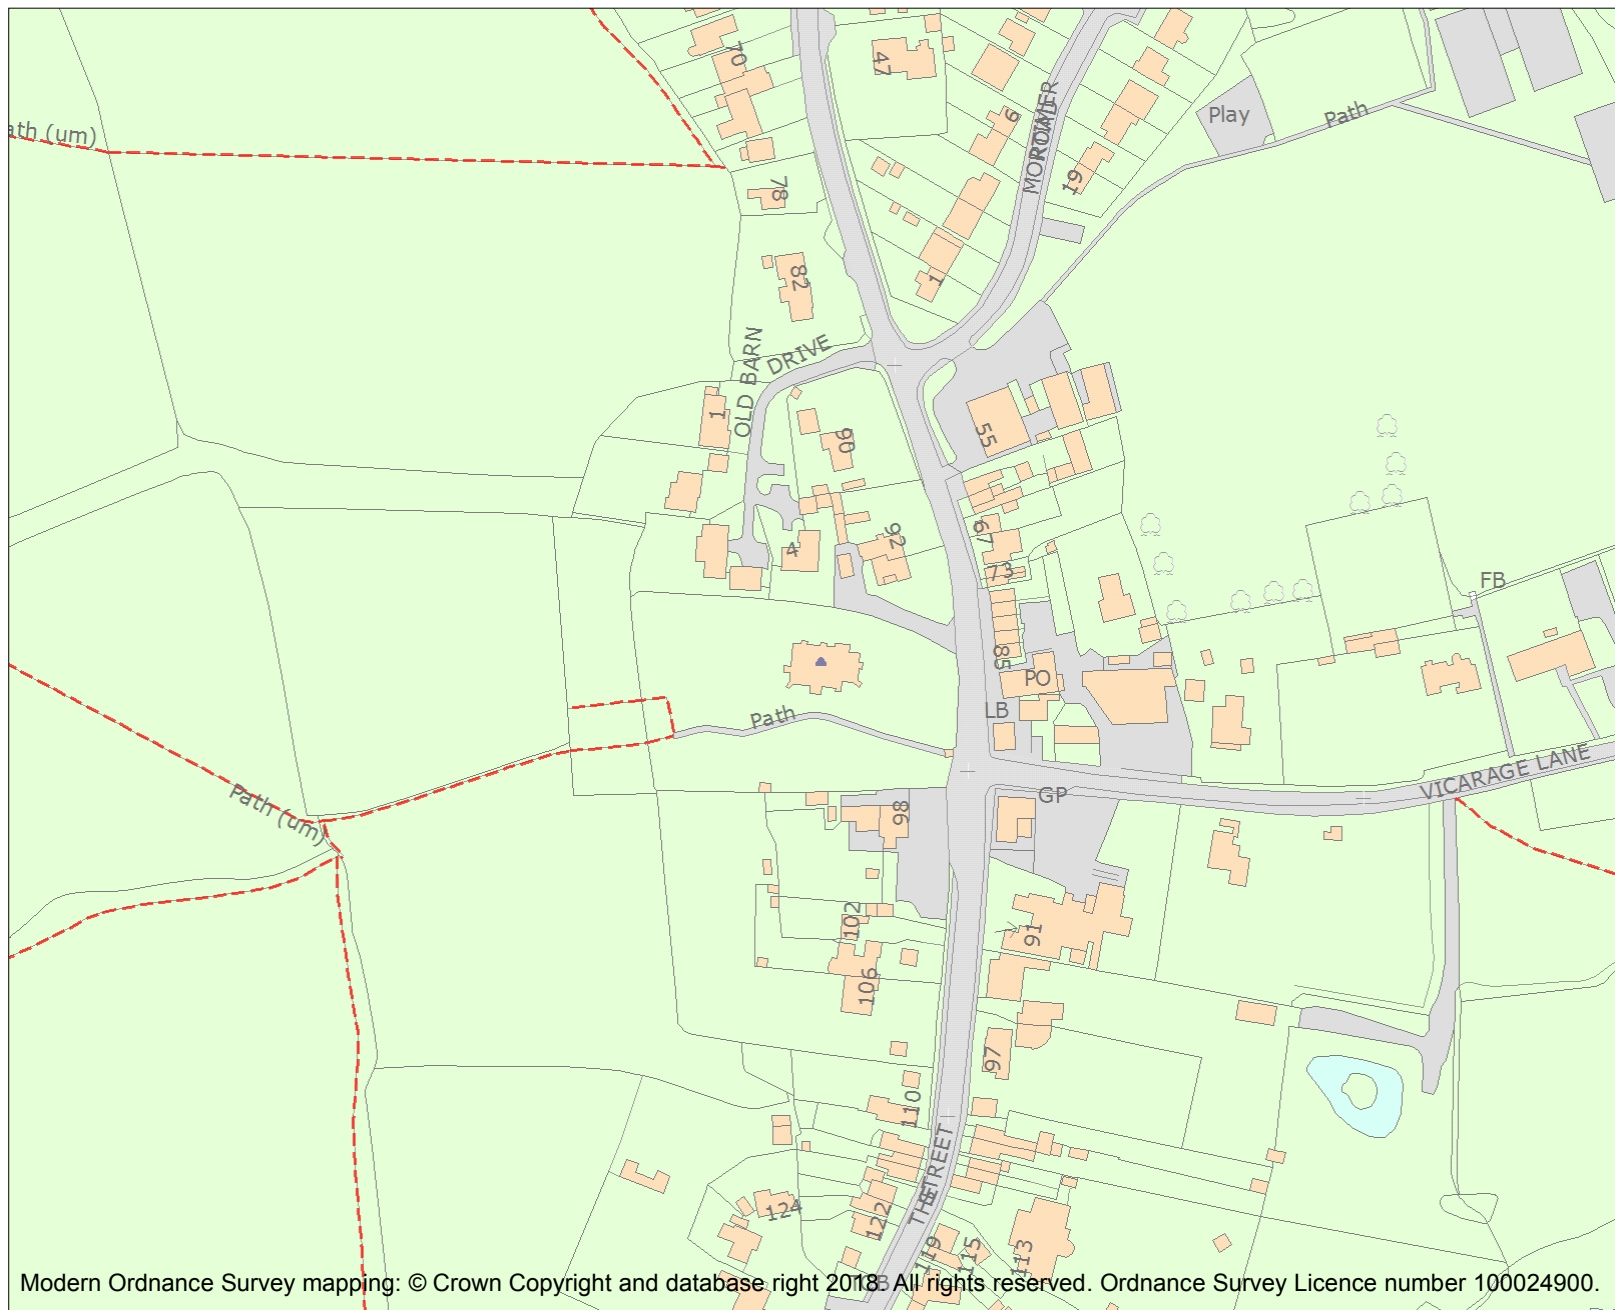 70
47
Path
Play
6
MORTIMER
ROAD
ath (um)
19
78
82
1
OLD BARN
DRIVE
1
90
55
4
92
67
73
FB
85
PO
LB
Path
VICARAGE LANE
GP
Path (um)
98
102
91
106
97
110
THE
STREET
124
122
119
115
113
Modern Ordnance Survey mapping: © Crown Copyright and database right 2018. All rights reserved. Ordnance Survey Licence number 100024900.